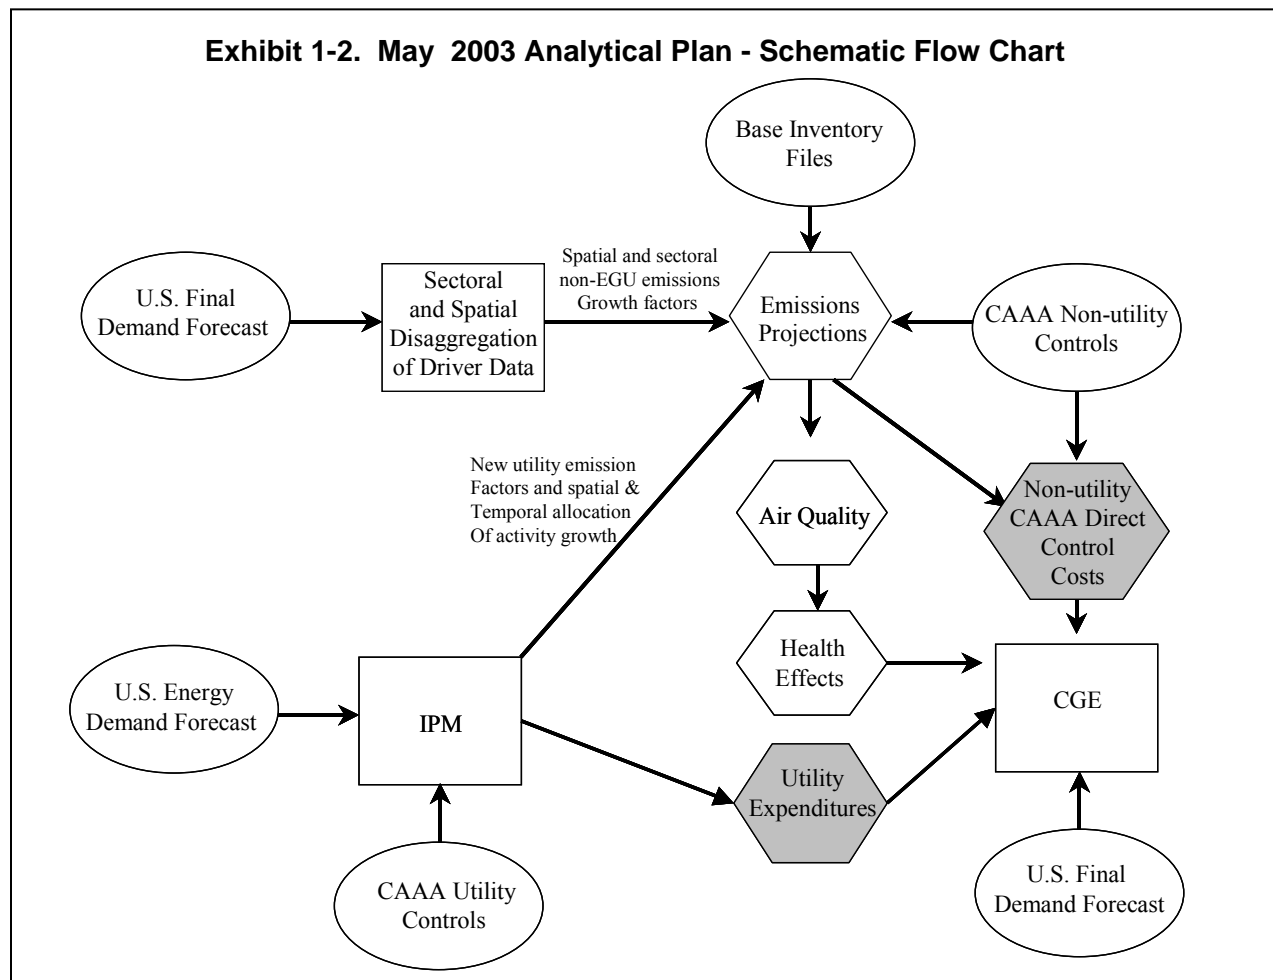 Exhibit 1-2. May 2003 Analytical Plan - Schematic Flow Chart
Base Inventory
Files
U.S. Final
Demand Forecast
Sectoral
and Spatial
Disaggregation
of Driver Data
Spatial and sectoral
non-EGU emissions
Growth factors
Emissions
Projections
CAAA Non-utility
Controls
New utility emission
Factors and spatial &
Temporal allocation
Of activity growth
Air Quality
Non-utility
CAAA Direct
Control
Costs
Health
Effects
U.S. Energy
Demand Forecast
IPM
CGE
Utility
Expenditures
CAAA Utility
Controls
U.S. Final
Demand Forecast